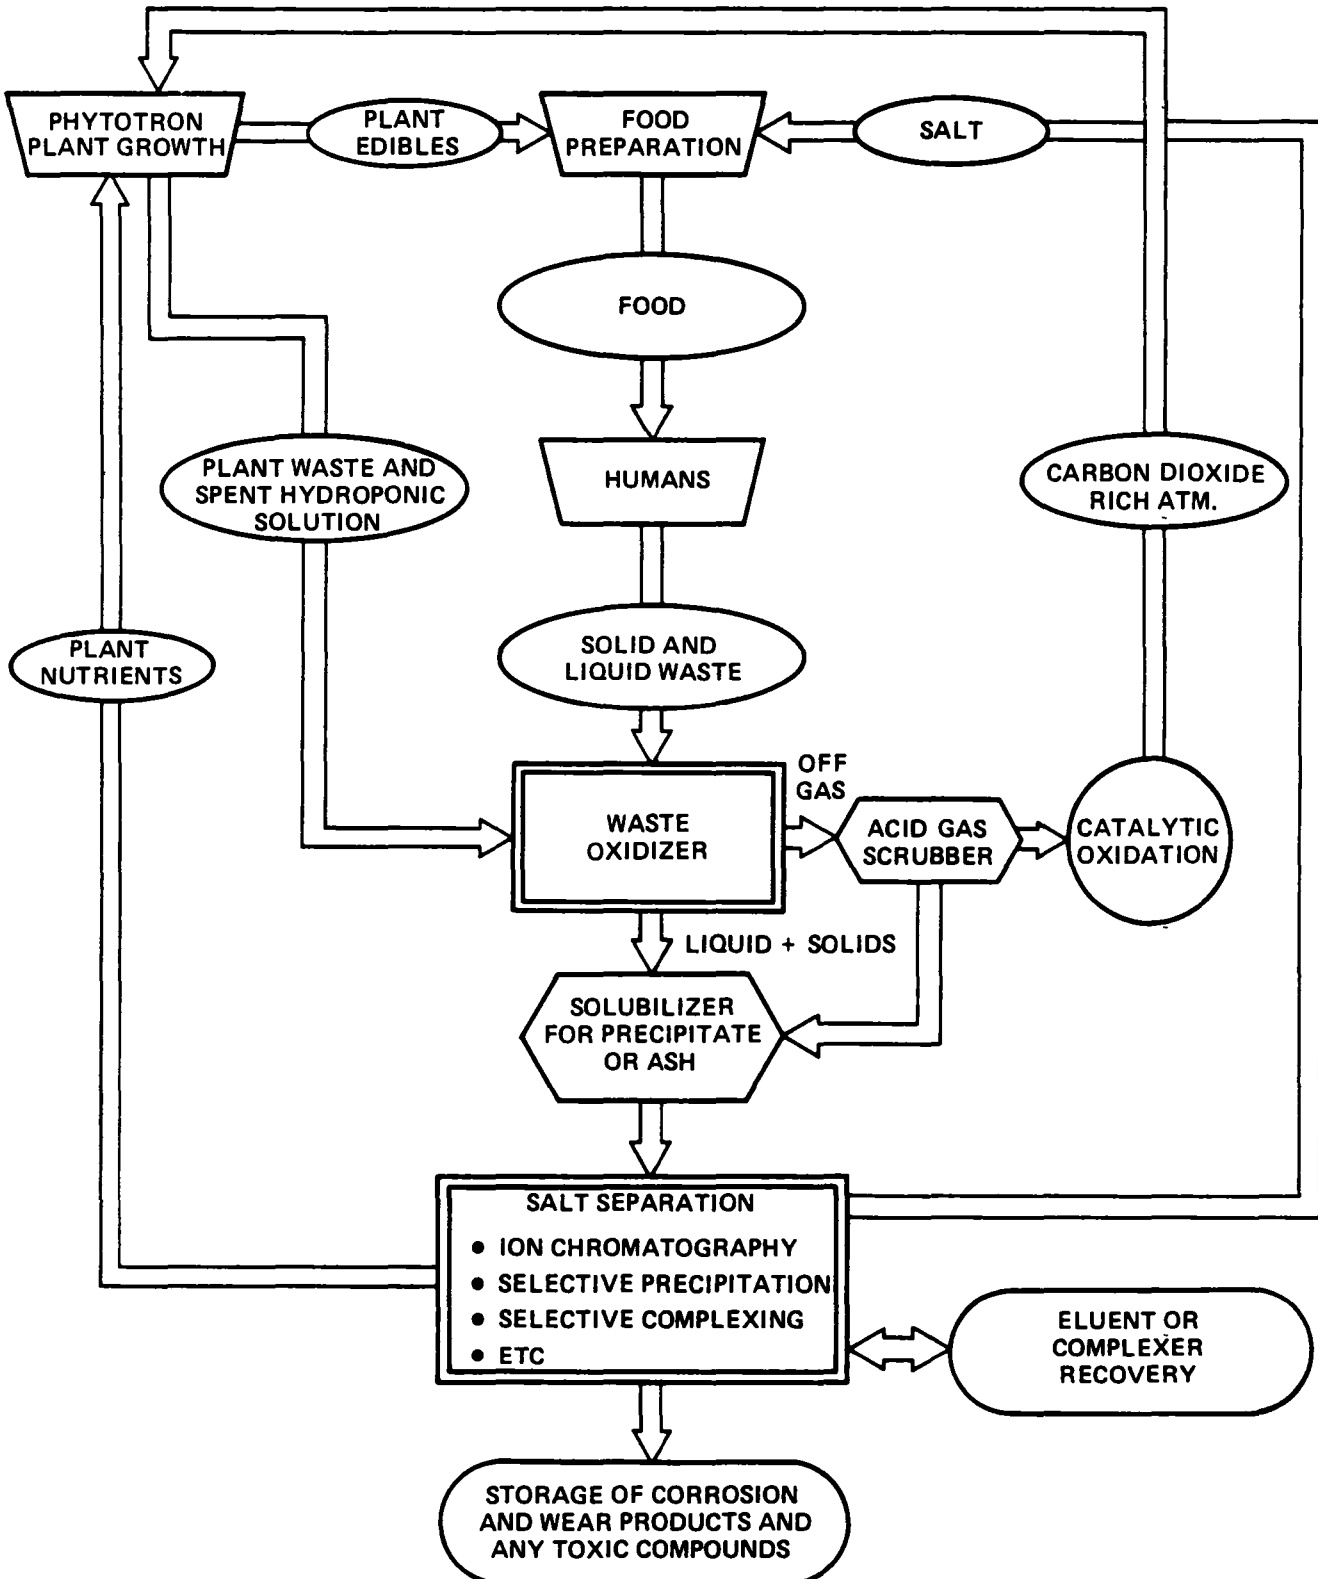 PHYTOTRON
PLANT GROWTH
PLANT
EDIBLES
FOOD
PREPARATION
SALT
FOOD
PLANT WASTE AND
SPENT HYDROPONIC
SOLUTION
HUMANS
CARBON DIOXIDE
RICH ATM.
PLANT
NUTRIENTS
SOLID AND
LIQUID WASTE
OFF
GAS
WASTE
OXIDIZER
ACID GAS
SCRUBBER
CATALYTIC
OXIDATION
LIQUID + SOLIDS
SOLUBILIZER
FOR PRECIPITATE
OR ASH
SALT SEPARATION
● ION CHROMATOGRAPHY
● SELECTIVE PRECIPITATION
● SELECTIVE COMPLEXING
● ETC
ELUENT OR
COMPLEXER
RECOVERY
STORAGE OF CORROSION
AND WEAR PRODUCTS AND
ANY TOXIC COMPOUNDS